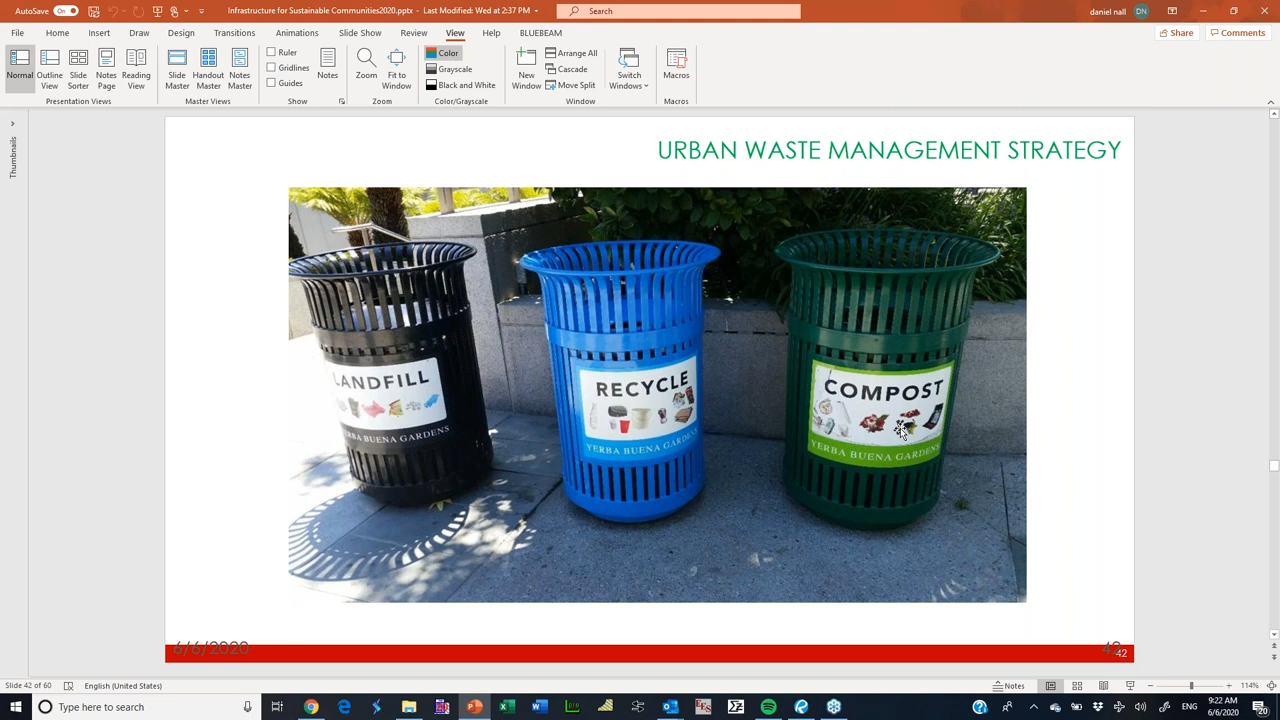 AutoSave On Infrastructure for Sustainable Communities2020.pptx - Last Modified: Wed at 2:37 PM Search daniel nall DN
File Home Insert Draw Design Transitions Animations Slide Show Review View Help BLUEBEAM Share Comments
Normal Outline View Slide Sorter Notes Page Reading View
Presentation Views
Slide Master Handout Master Notes Master
Master Views
Ruler
Gridlines
Guides
Notes
Show
Zoom Fit to Window
Zoom
Color
Grayscale
Black and White
Color/Grayscale
New Window
Arrange All
Cascade
Move Split
Switch Windows
Window
Macros
Macros
Thumbnails
URBAN WASTE MANAGEMENT STRATEGY
LANDFILL
YERBA BUENA GARDENS
RECYCLE
YERBA BUENA GARDENS
COMPOST
YERBA BUENA GARDENS
6/6/2020 42 42
Slide 42 of 60 English (United States) Notes 114%
Type here to search
9:22 AM
6/6/2020
20